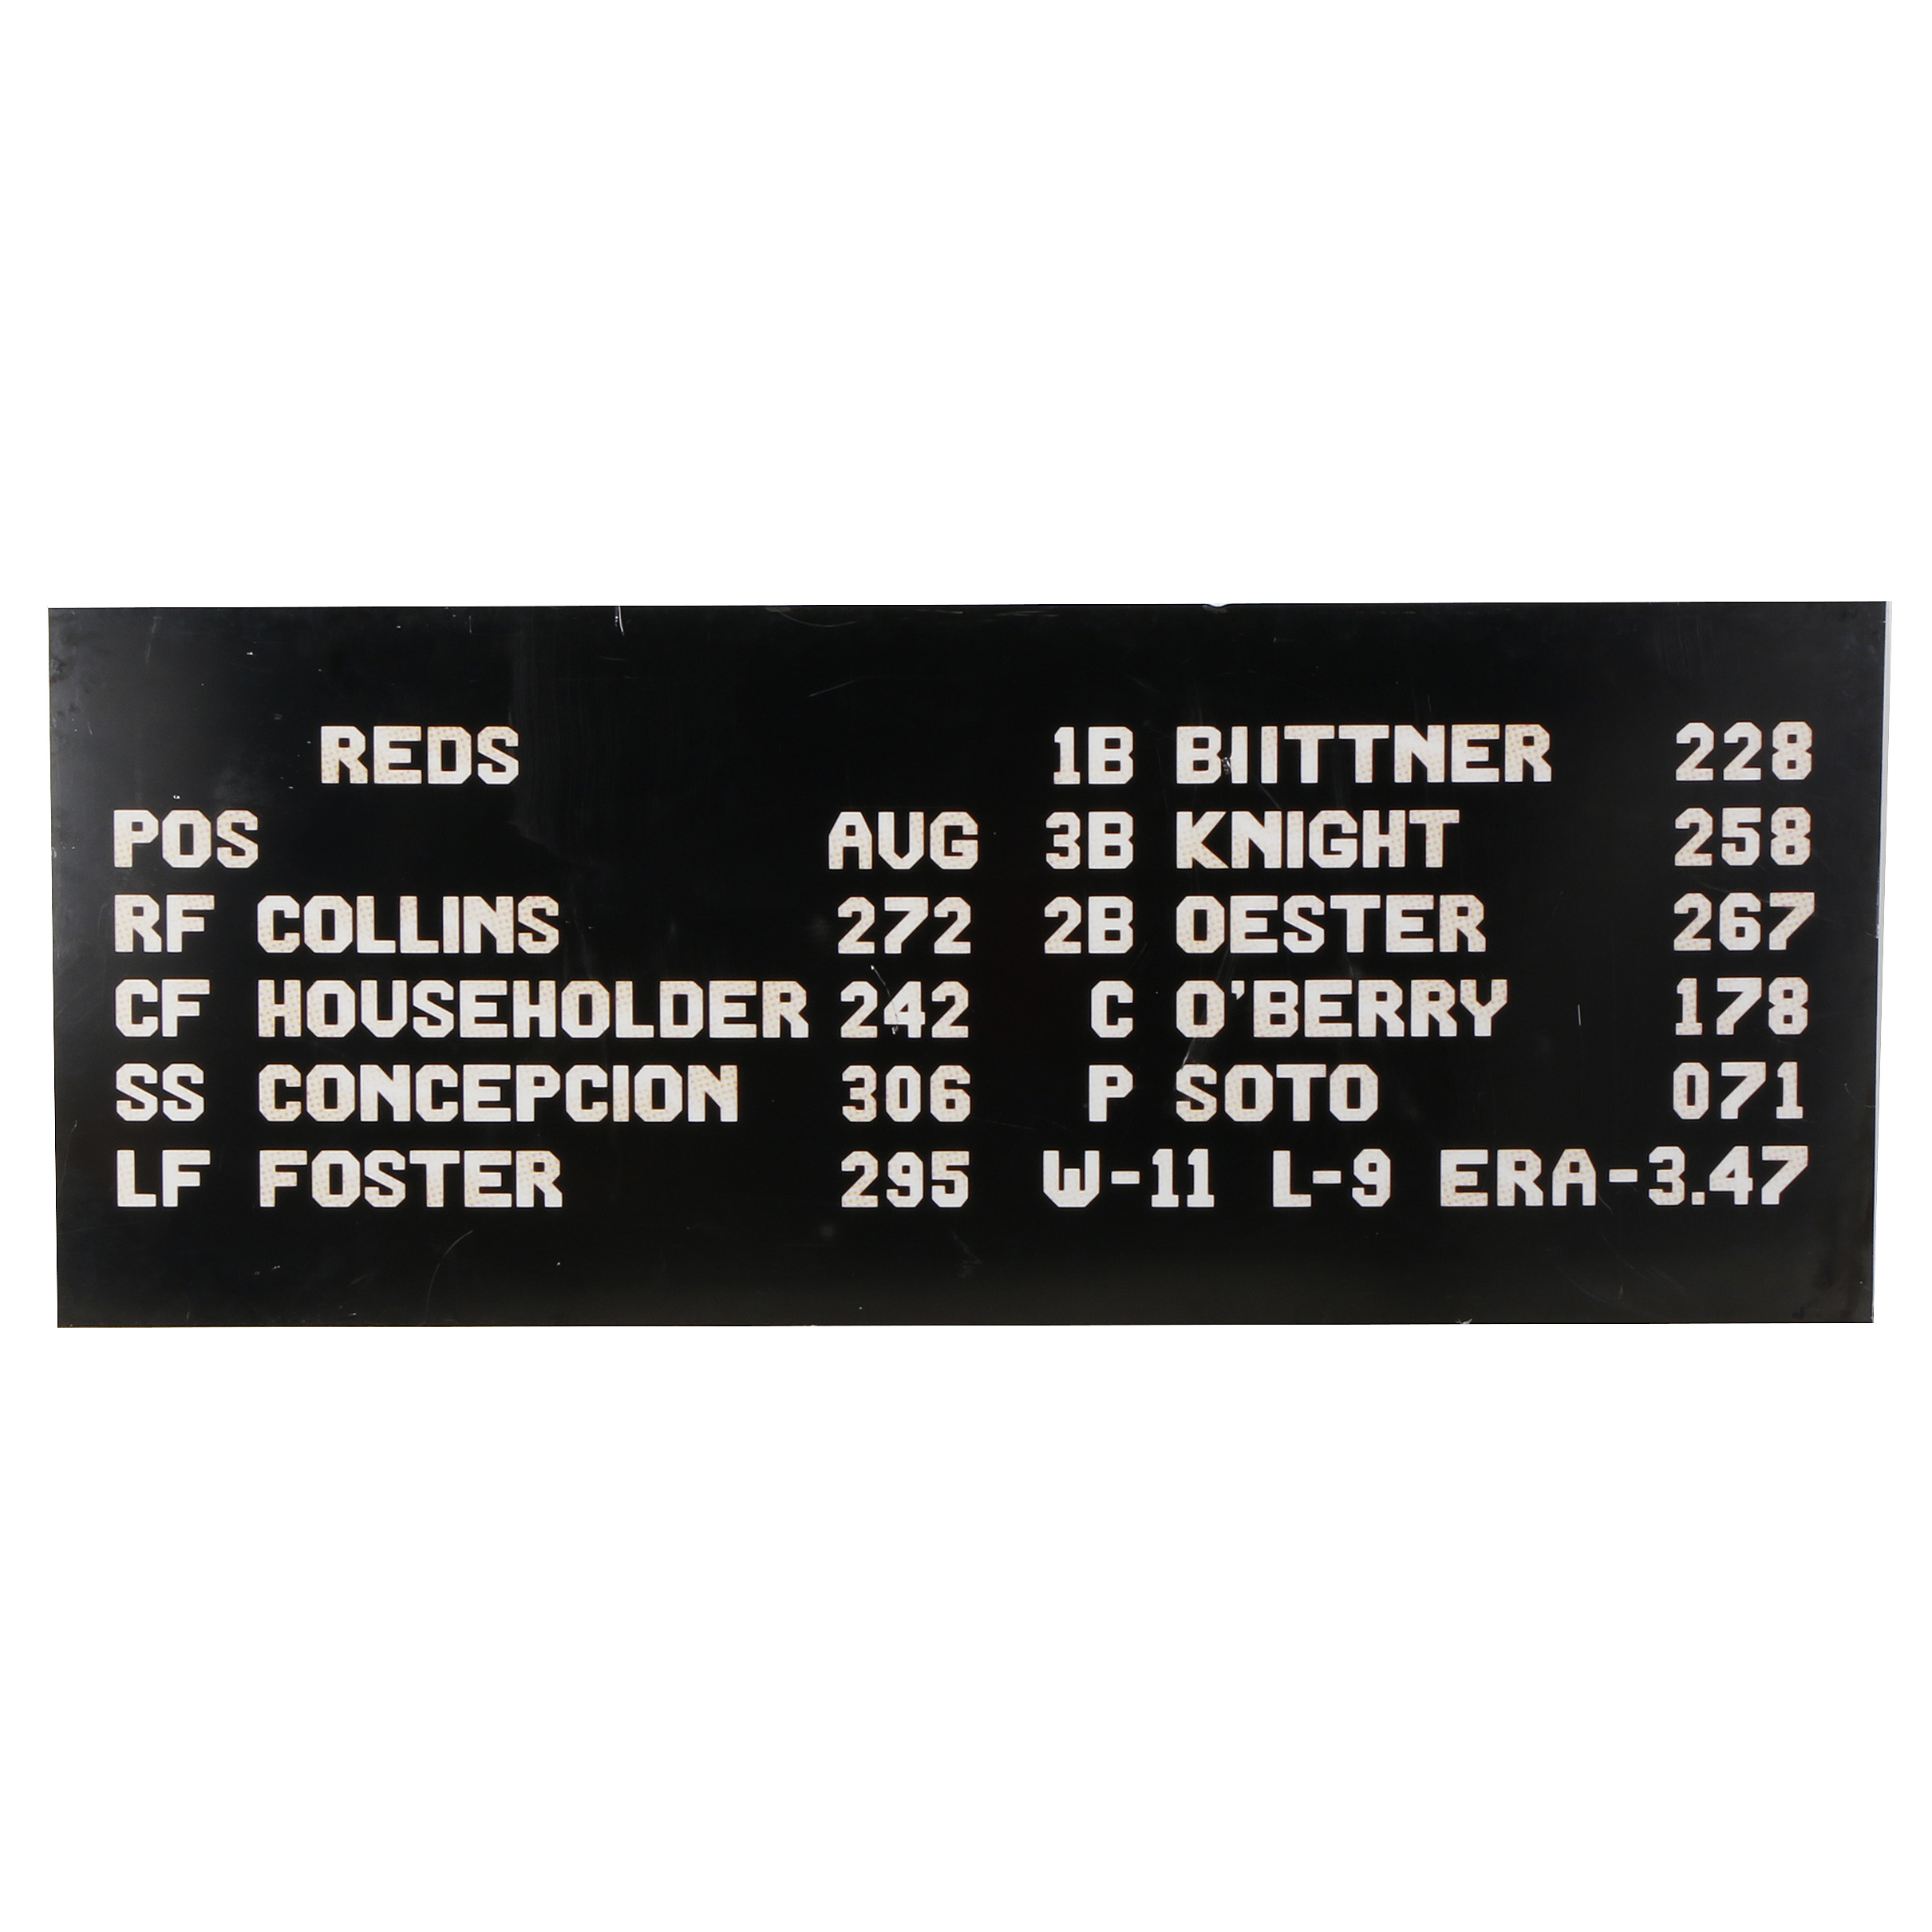 REDS
POS AVG
RF COLLINS 272
CF HOUSEHOLDER 242
SS CONCEPCION 306
LF FOSTER 295
1B BIITTNER 228
3B KNIGHT 258
2B OESTER 267
C O'BERRY 178
P SOTO 071
W-11 L-9 ERA-3.47